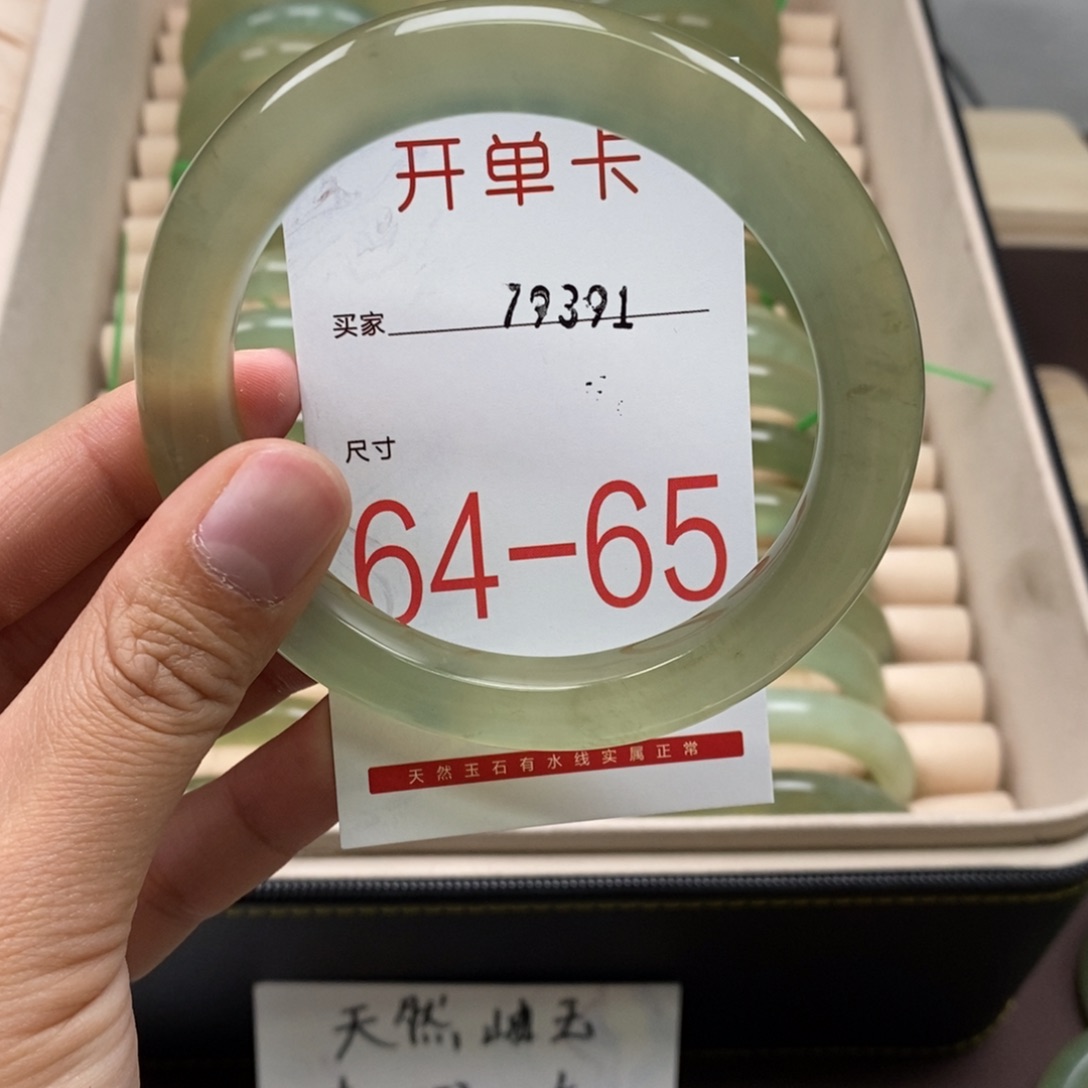 开单卡
买家 79391
尺寸
64-65
天然玉石有水线实属正常
天然岫玉